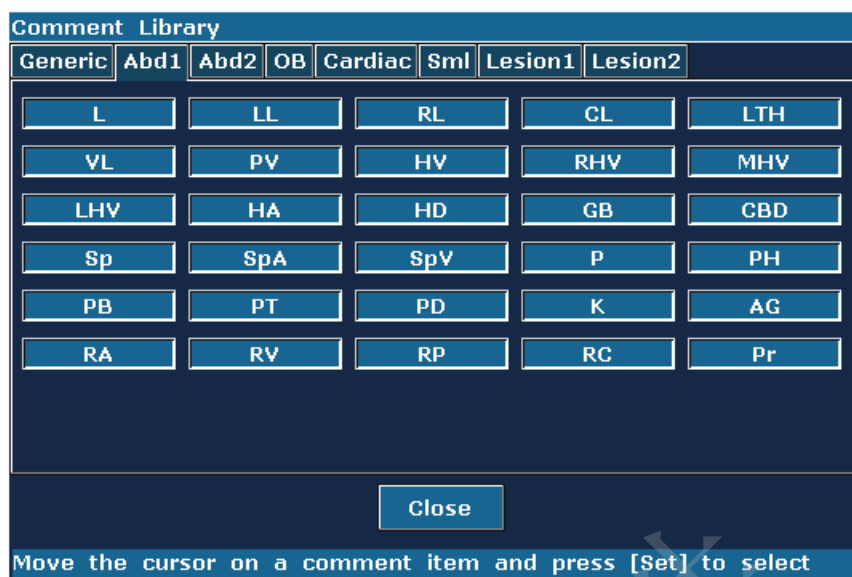 Comment Library
Generic Abd1 Abd2 OB Cardiac Sml Lesion1 Lesion2
L LL RL CL LTH
VL PV HV RHV MHV
LHV HA HD GB CBD
Sp SpA SpV P PH
PB PT PD K AG
RA RV RP RC Pr
Close
Move the cursor on a comment item and press [Set] to select